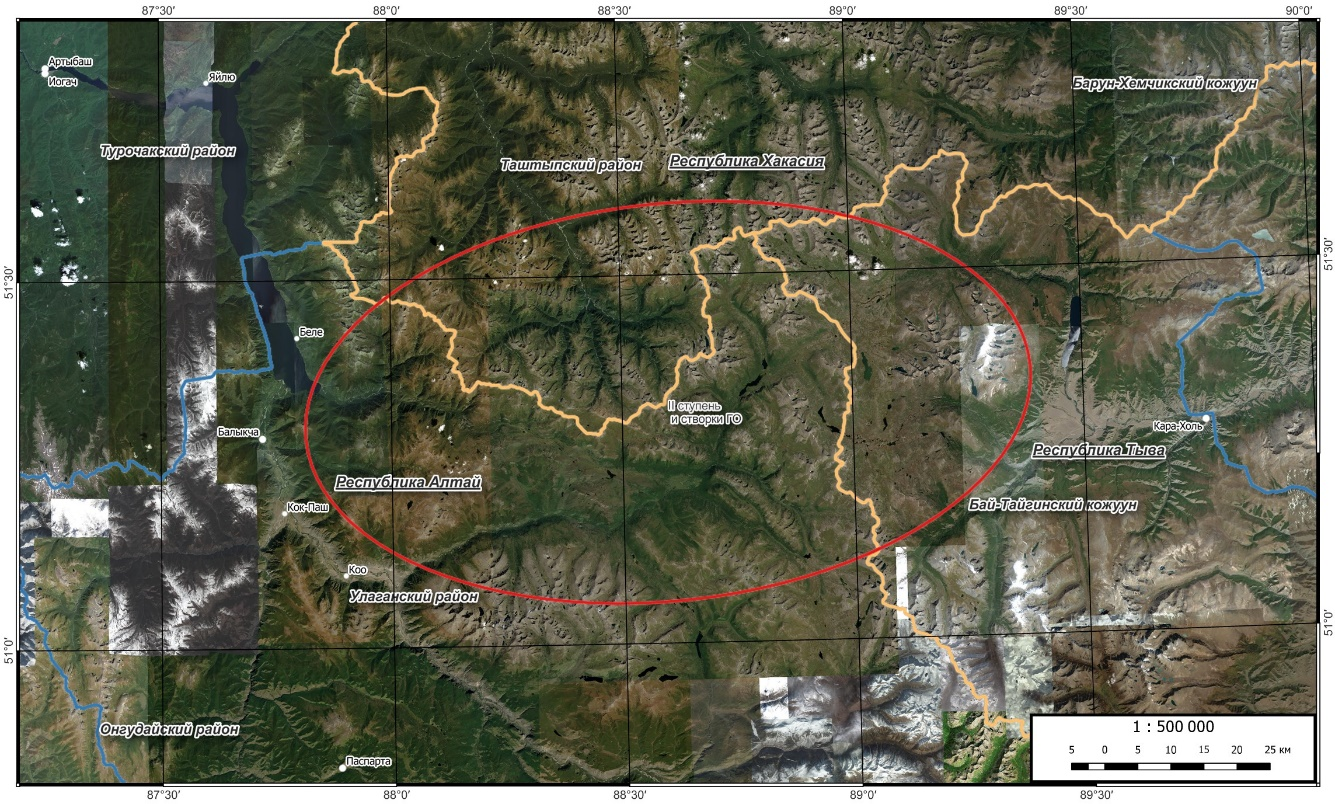 87°30'
88°0'
88°30'
89°0'
89°30'
90°0'
Артыбаш
Иогач
Яйлю
Барун-Хемчикский кожуун
Турочакский район
Таштыпский район
Республика Хакасия
51°30'
51°30'
Беле
II ступень
и створки ГО
Балыкча
Кара-Холь
Республика Тыва
Республика Алтай
Кок-Паш
Бай-Тайгинский кожуун
Коо
Улаганский район
51°0'
51°0'
Онгудайский район
Паспарта
1 : 500 000
5 0 5 10 15 20 25 км
87°30'
88°0'
88°30'
89°0'
89°30'